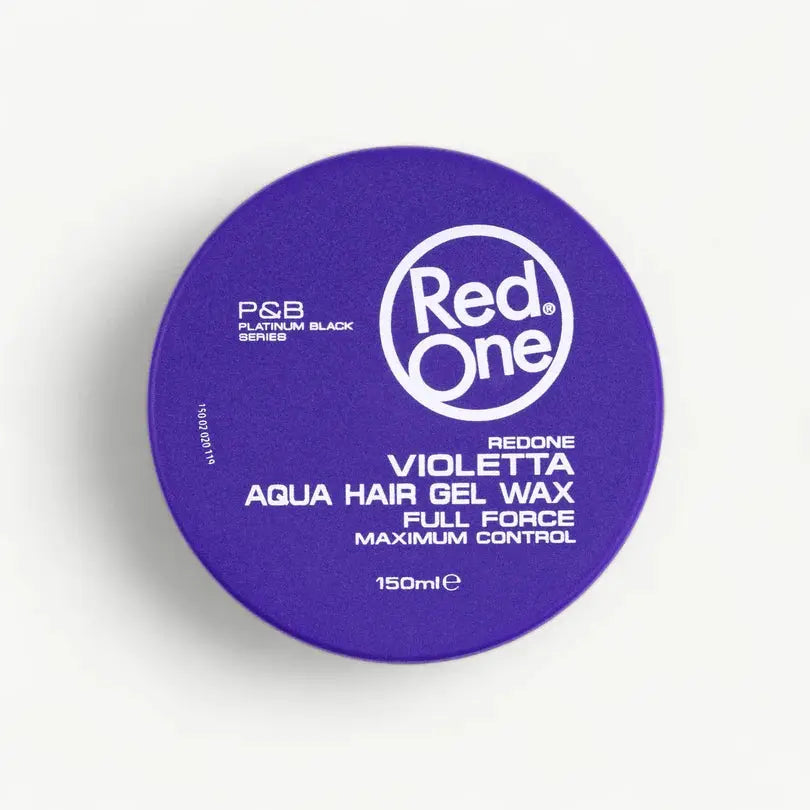 Red®
One
P&B
PLATINUM BLACK
SERIES
REDONE
VIOLETTA
AQUA HAIR GEL WAX
FULL FORCE
MAXIMUM CONTROL
150ml℮